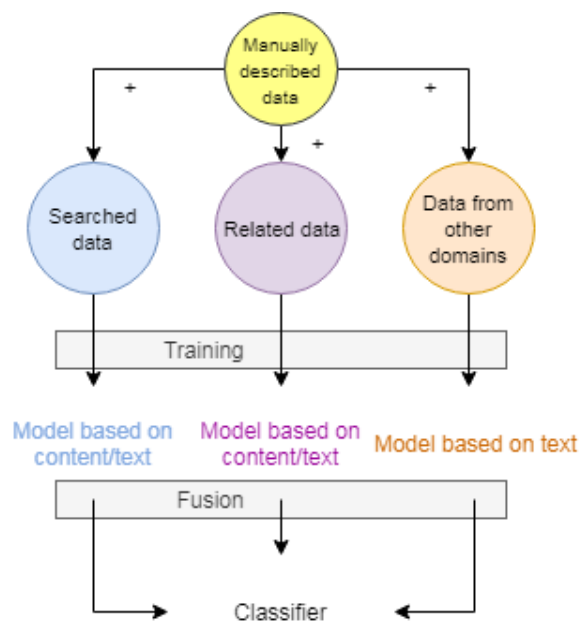 Manually
described
data
+
+
+
Searched
data
Related data
Data from
other
domains
Training
Model based on
content/text
Model based on
content/text
Model based on text
Fusion
Classifier